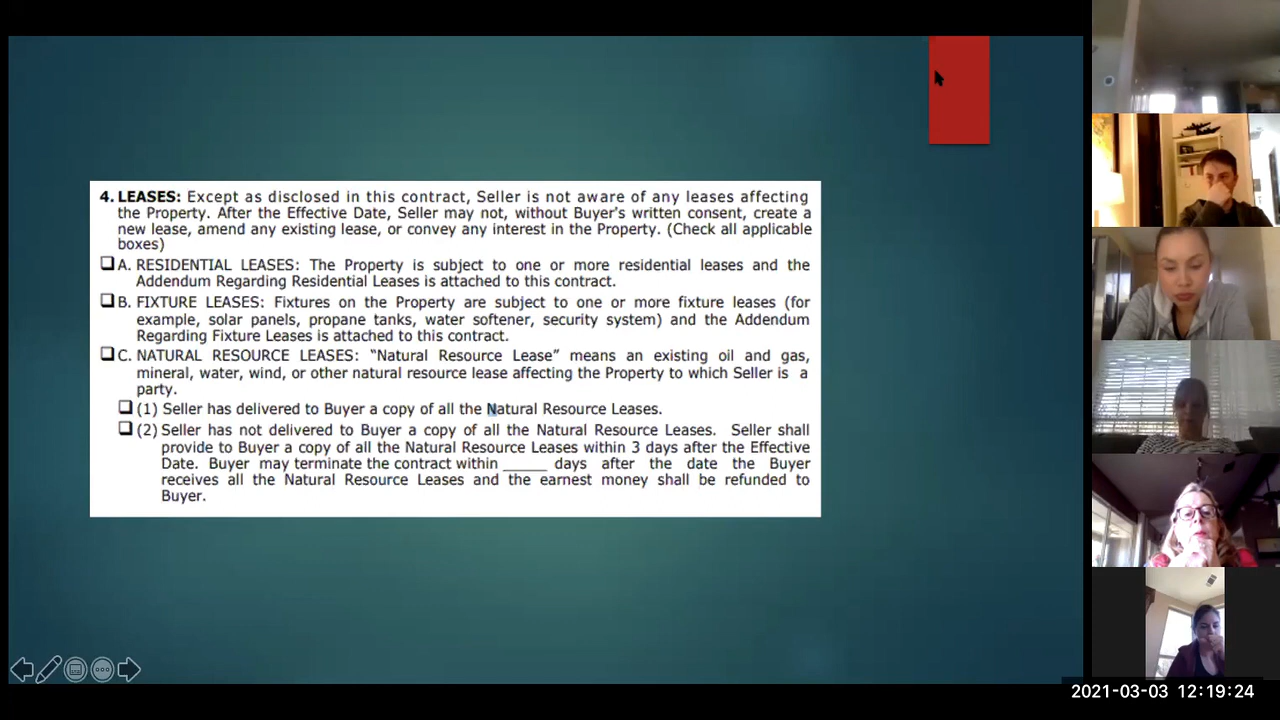 4. LEASES: Except as disclosed in this contract, Seller is not aware of any leases affecting
the Property. After the Effective Date, Seller may not, without Buyer's written consent, create a
new lease, amend any existing lease, or convey any interest in the Property. (Check all applicable
boxes)
A. RESIDENTIAL LEASES: The Property is subject to one or more residential leases and the
Addendum Regarding Residential Leases is attached to this contract.
B. FIXTURE LEASES: Fixtures on the Property are subject to one or more fixture leases (for
example, solar panels, propane tanks, water softener, security system) and the Addendum
Regarding Fixture Leases is attached to this contract.
C. NATURAL RESOURCE LEASES: “Natural Resource Lease” means an existing oil and gas,
mineral, water, wind, or other natural resource lease affecting the Property to which Seller is a
party.
(1) Seller has delivered to Buyer a copy of all the Natural Resource Leases.
(2) Seller has not delivered to Buyer a copy of all the Natural Resource Leases. Seller shall
provide to Buyer a copy of all the Natural Resource Leases within 3 days after the Effective
Date. Buyer may terminate the contract within ______ days after the date the Buyer
receives all the Natural Resource Leases and the earnest money shall be refunded to
Buyer.
2021-03-03 12:19:24